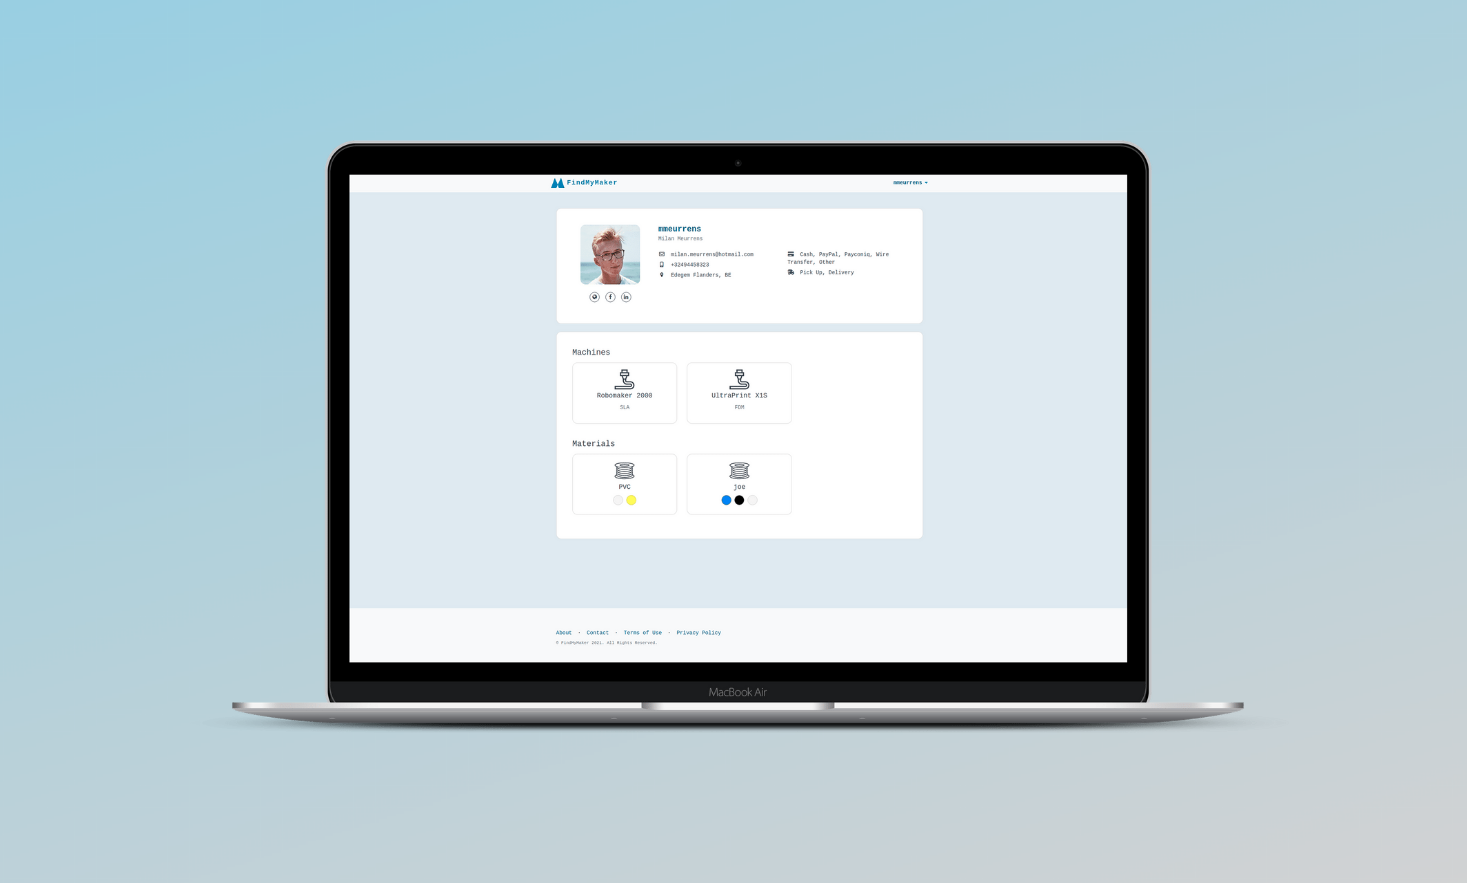 FindMyMaker
mmeurrens
mmeurrens
Milan Meurrens
milan.meurrens@hotmail.com
+32494458323
Edegem Flanders, BE
Cash, PayPal, Payconiq, Wire
Transfer, Other
Pick Up, Delivery
Machines
Robomaker 2000
SLA
UltraPrint X1S
FDM
Materials
PVC
joe
About · Contact · Terms of Use · Privacy Policy
© FindMyMaker 2021. All Rights Reserved.
MacBook Air